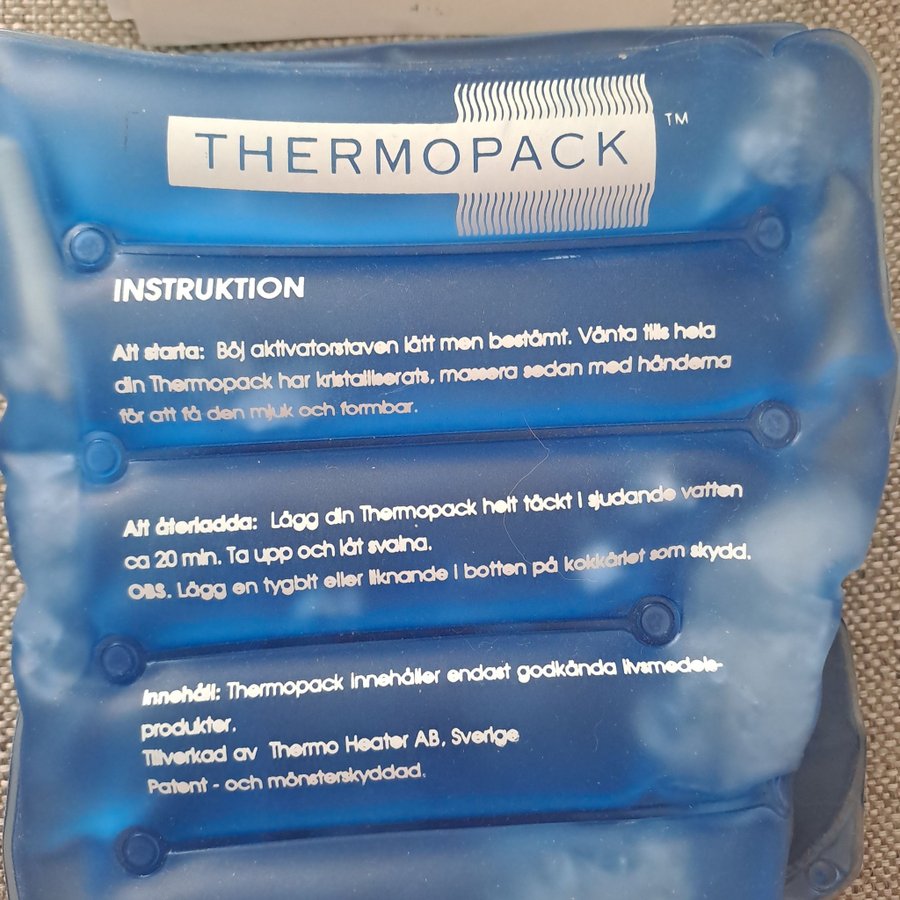 THERMOPACK TM
INSTRUKTION
Att starta: Böj aktivatorstaven lätt men bestämt. Vänta tills hela
din Thermopack har kristalliserats, massera sedan med händerna
för att få den mjuk och formbar.
Att återladda: Lägg din Thermopack helt täckt i sjudande vatten
ca 20 min. Ta upp och låt svalna.
OBS. Lägg en tygbit eller liknande i botten på kokkärlet som skydd.
Innehåll: Thermopack innehåller endast godkända livsmedels-
produkter.
Tillverkad av Thermo Heater AB, Sverige
Patent - och mönsterskyddad.